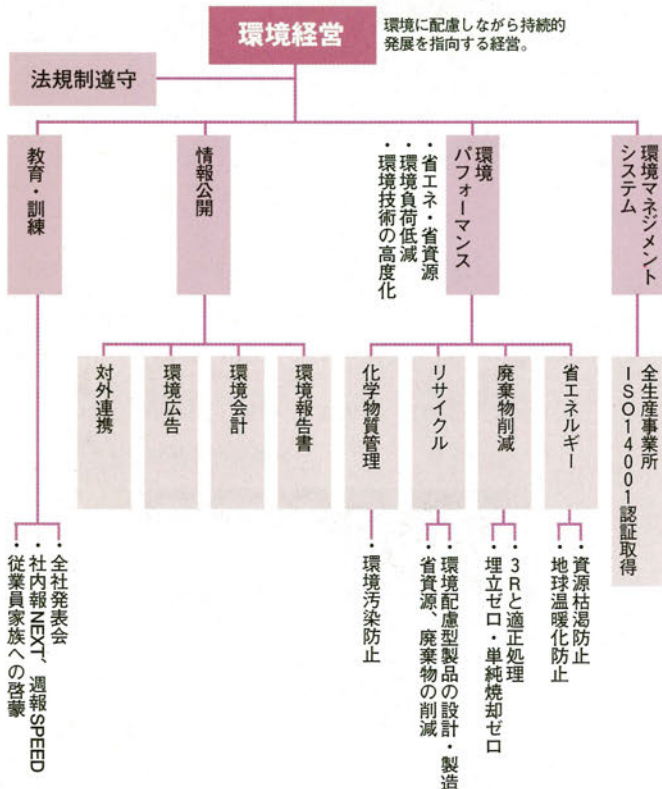 環境経営
環境に配慮しながら持続的
発展を指向する経営。
法規制遵守
環境マネジメント
システム
環境
パフォーマンス
・省エネ・省資源
・環境負荷低減
・環境技術の高度化
情報公開
教育・訓練
全生産事業所
ISO14001認証取得
省エネルギー
廃棄物削減
リサイクル
化学物質管理
環境報告書
環境会計
環境広告
対外連携
・資源枯渇防止
・地球温暖化防止
・3Rと適正処理
・埋立ゼロ・単純焼却ゼロ
・環境配慮型製品の設計・製造
・省資源、廃棄物の削減
・環境汚染防止
・全社発表会
・社内報NEXT、週報SPEED
・従業員家族への啓蒙